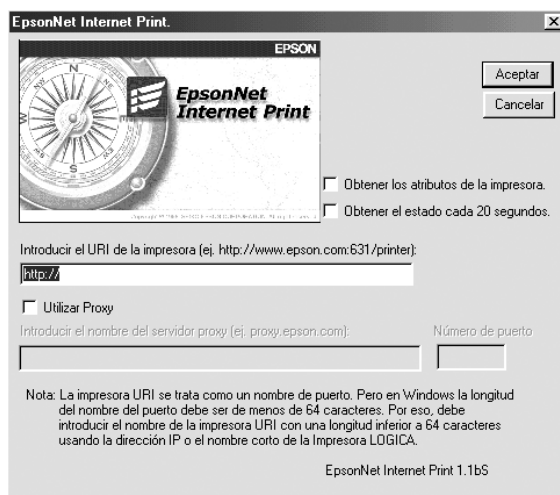 EpsonNet Internet Print.
EPSON
EpsonNet
Internet Print
Aceptar
Cancelar
Obtener los atributos de la impresora.
Obtener el estado cada 20 segundos.
Introducir el URI de la impresora (ej. http://www.epson.com:631/printer):
http://
Utilizar Proxy
Introducir el nombre del servidor proxy (ej. proxy.epson.com):
Número de puerto
Nota: La impresora URI se trata como un nombre de puerto. Pero en Windows la longitud
del nombre del puerto debe ser de menos de 64 caracteres. Por eso, debe
introducir el nombre de la impresora URI con una longitud inferior a 64 caracteres
usando la dirección IP o el nombre corto de la Impresora LOGICA.
EpsonNet Internet Print 1.1bS